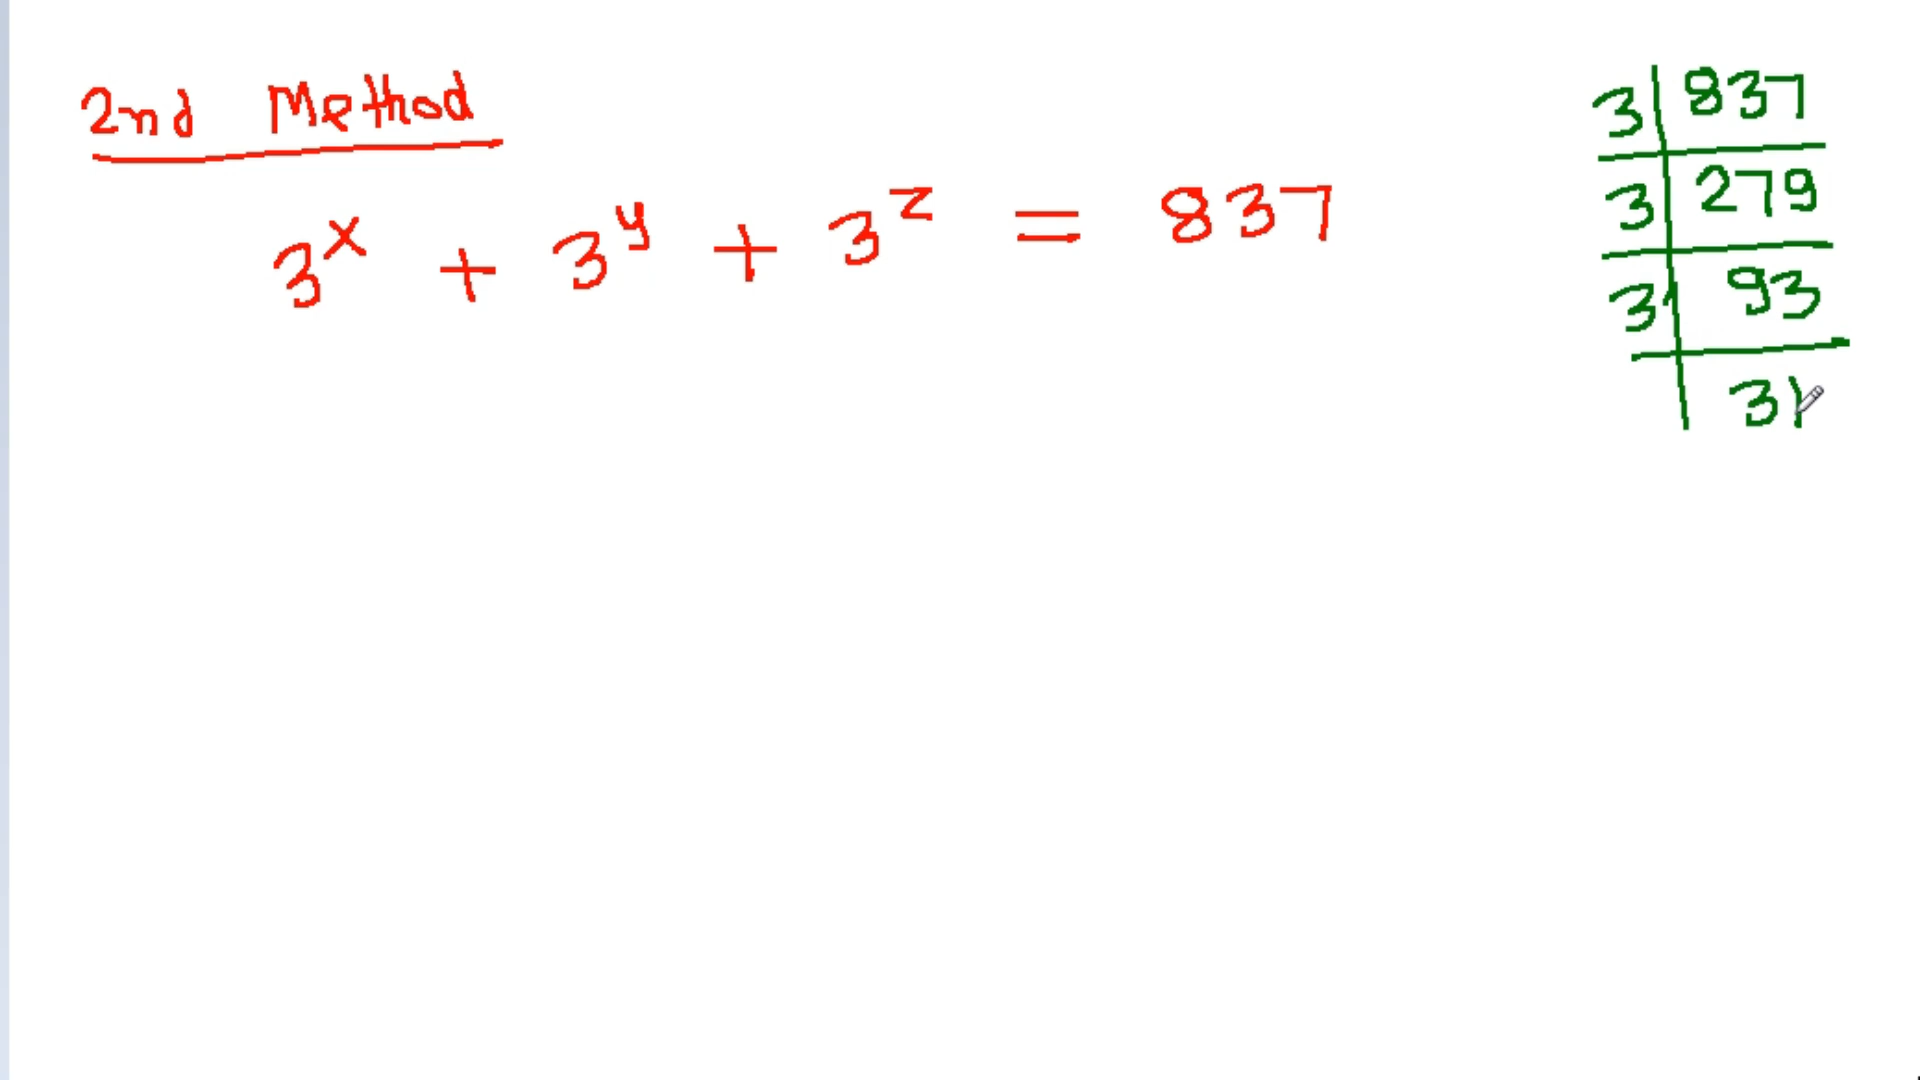 2nd Method
3^x + 3^y + 3^z = 837
3 | 837
3 | 279
3 | 93
| 31